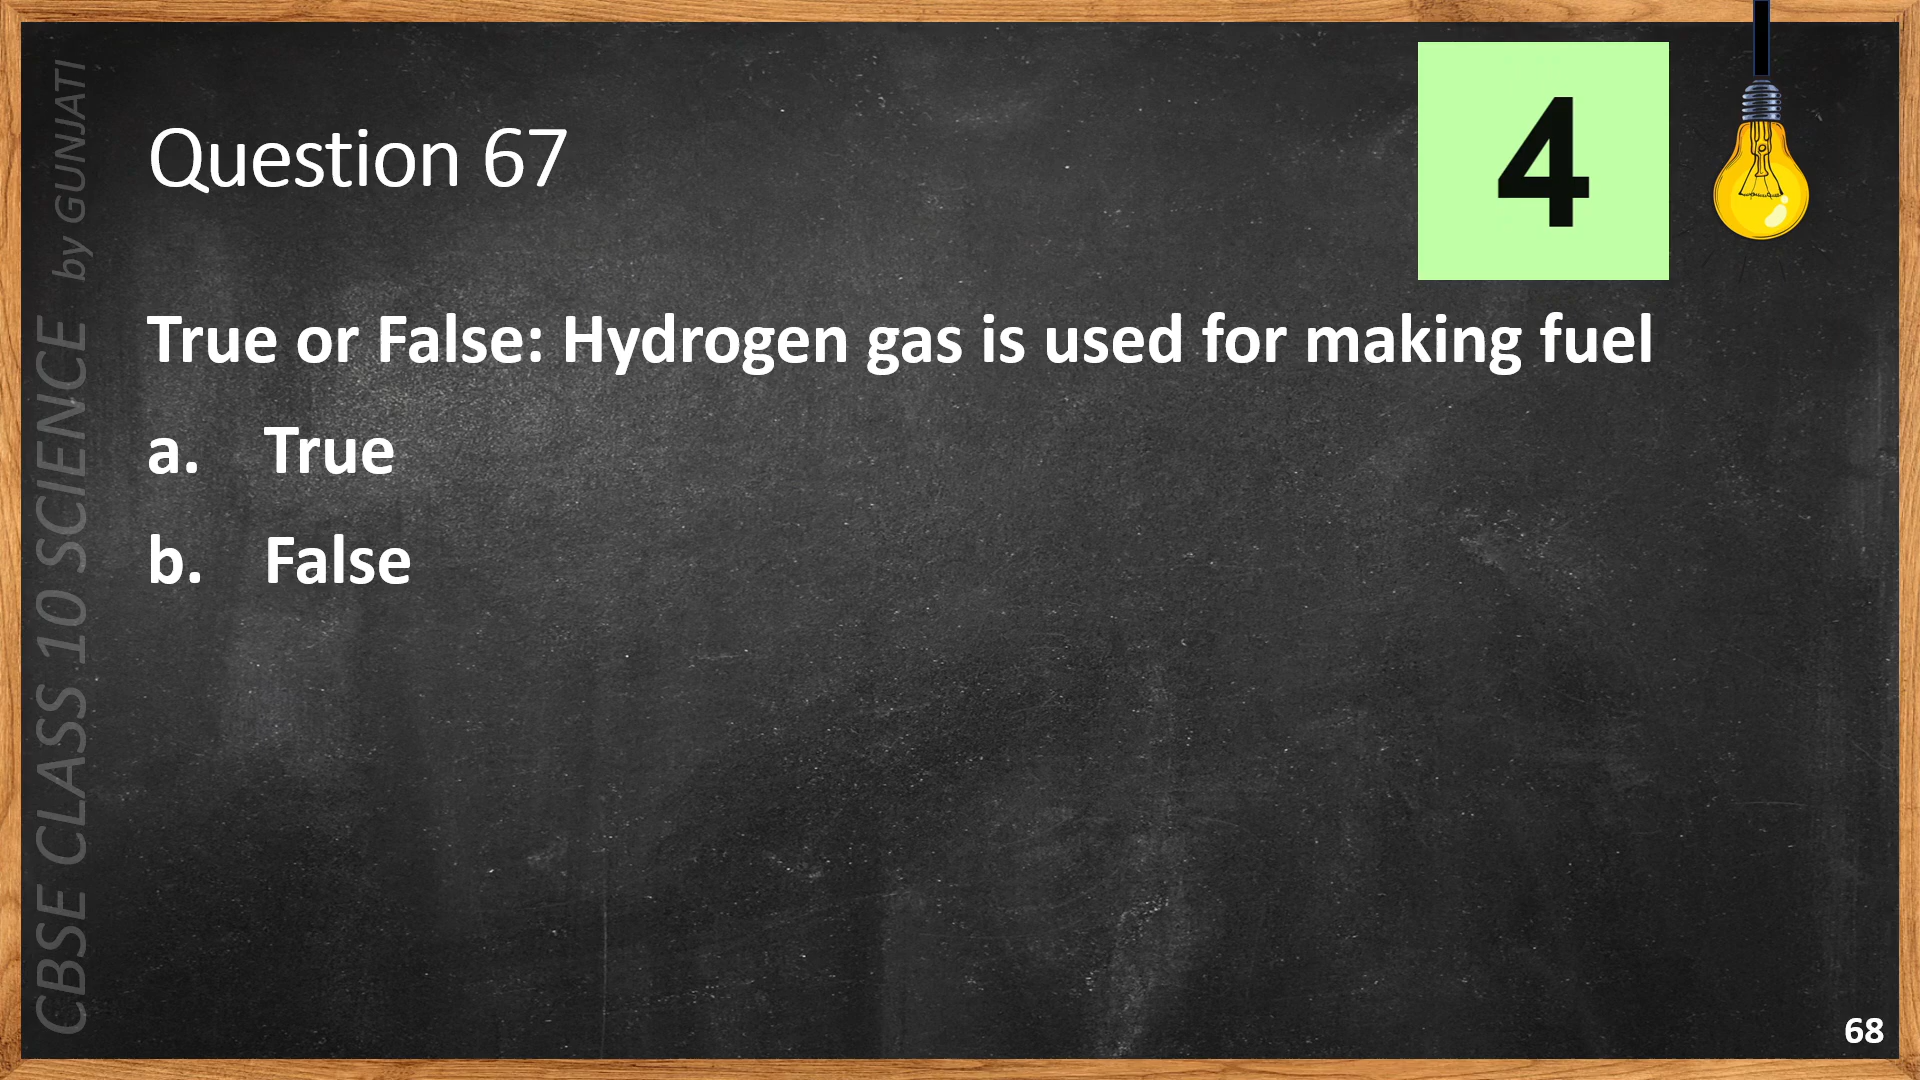 Question 67
4
True or False: Hydrogen gas is used for making fuel
a. True
b. False
CBSE CLASS 10 SCIENCE by GUNJATI
68